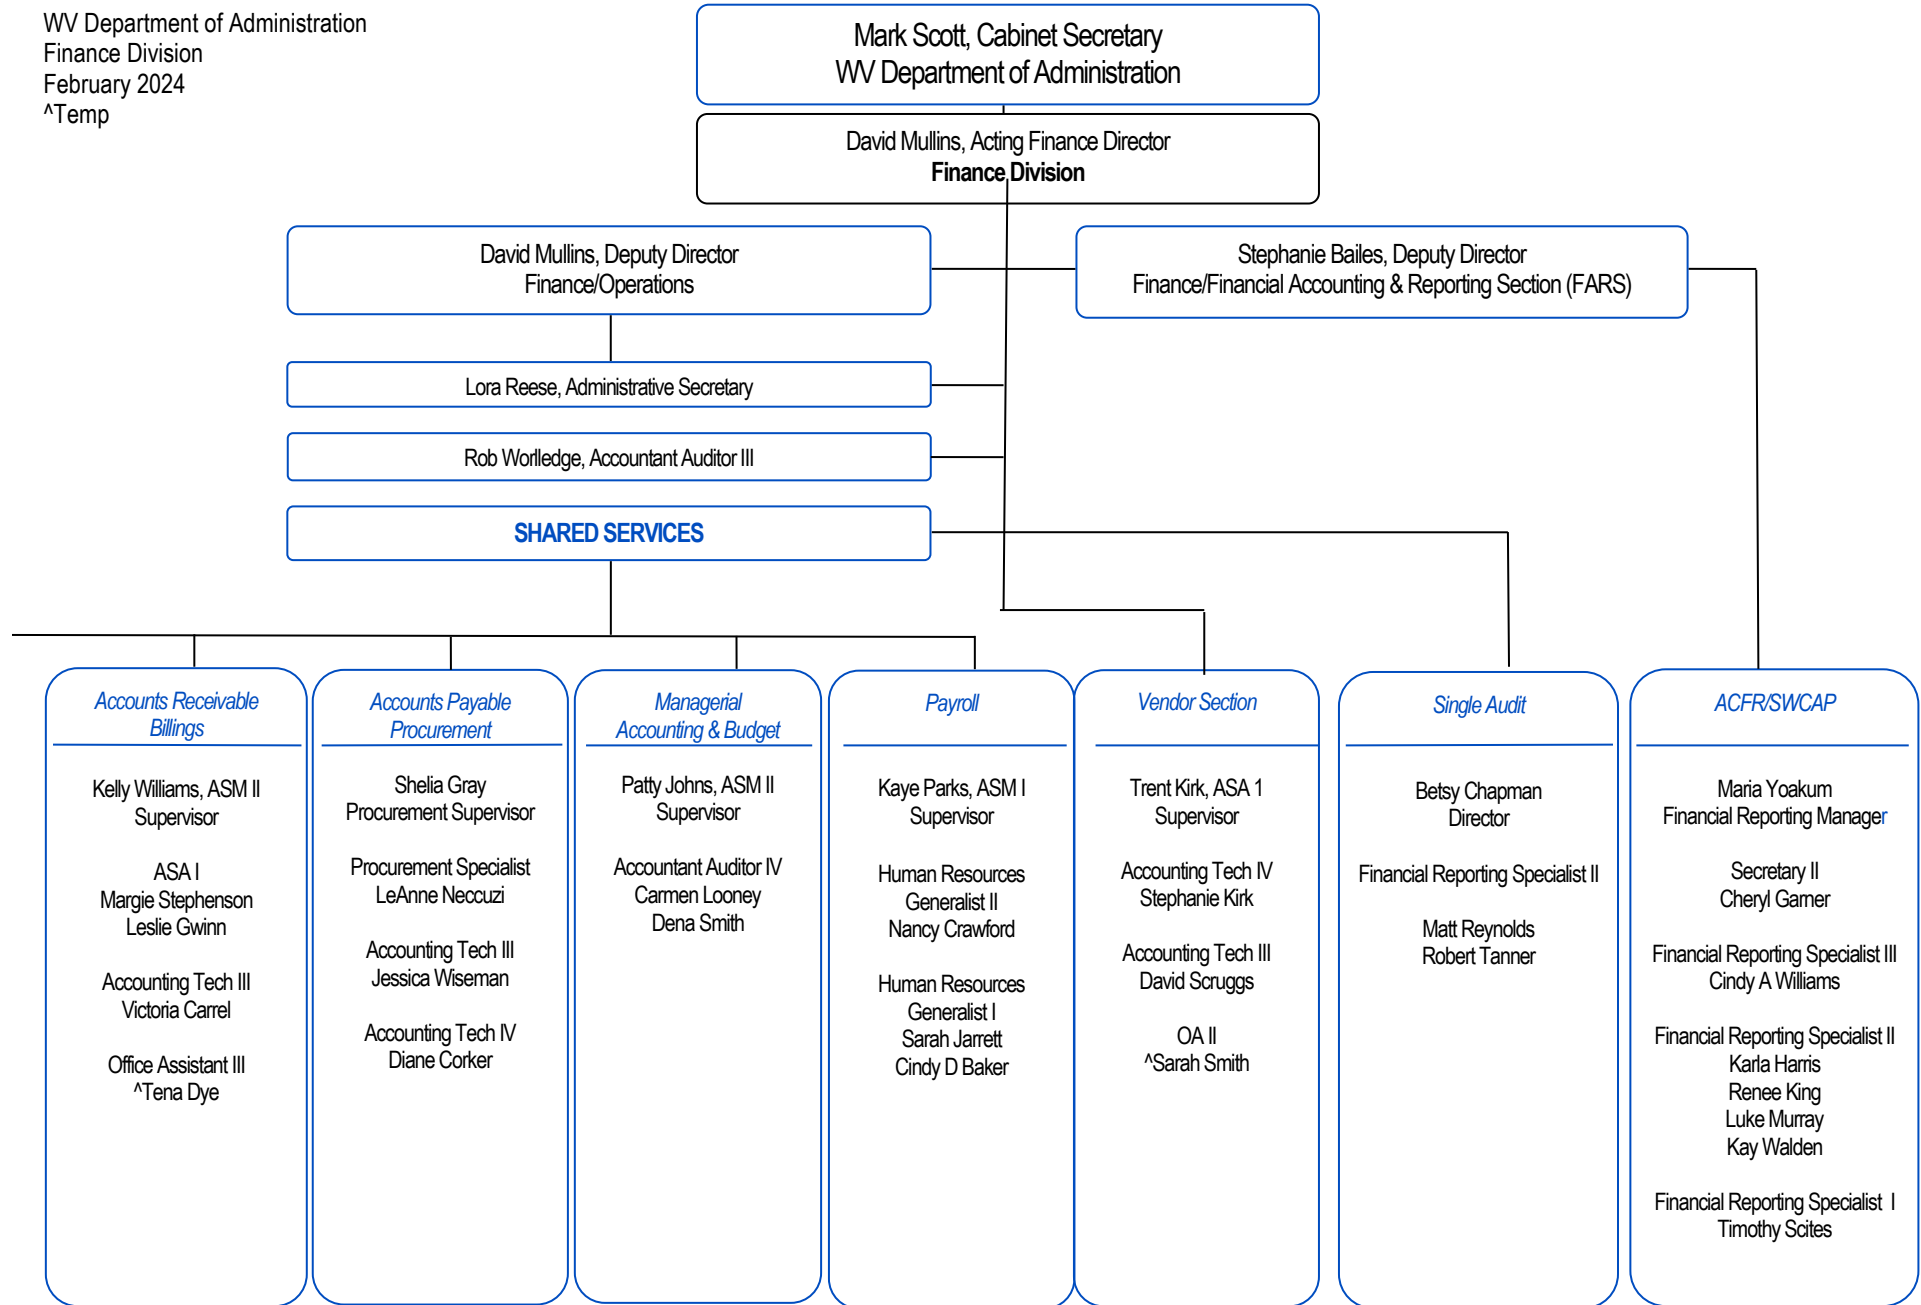 WV Department of Administration
Finance Division
February 2024
^Temp
Mark Scott, Cabinet Secretary
WV Department of Administration
David Mullins, Acting Finance Director
Finance Division
David Mullins, Deputy Director
Finance/Operations
Stephanie Bailes, Deputy Director
Finance/Financial Accounting & Reporting Section (FARS)
Lora Reese, Administrative Secretary
Rob Worlledge, Accountant Auditor III
SHARED SERVICES
Accounts Receivable
Billings
Kelly Williams, ASM II
Supervisor
ASA I
Margie Stephenson
Leslie Gwinn
Accounting Tech III
Victoria Carrel
Office Assistant III
^Tena Dye
Accounts Payable
Procurement
Shelia Gray
Procurement Supervisor
Procurement Specialist
LeAnne Neccuzi
Accounting Tech III
Jessica Wiseman
Accounting Tech IV
Diane Corker
Managerial
Accounting & Budget
Patty Johns, ASM II
Supervisor
Accountant Auditor IV
Carmen Looney
Dena Smith
Payroll
Kaye Parks, ASM I
Supervisor
Human Resources
Generalist II
Nancy Crawford
Human Resources
Generalist I
Sarah Jarrett
Cindy D Baker
Vendor Section
Trent Kirk, ASA 1
Supervisor
Accounting Tech IV
Stephanie Kirk
Accounting Tech III
David Scruggs
OA II
^Sarah Smith
Single Audit
Betsy Chapman
Director
Financial Reporting Specialist II
Matt Reynolds
Robert Tanner
ACFR/SWCAP
Maria Yoakum
Financial Reporting Manager
Secretary II
Cheryl Garner
Financial Reporting Specialist III
Cindy A Williams
Financial Reporting Specialist II
Karla Harris
Renee King
Luke Murray
Kay Walden
Financial Reporting Specialist I
Timothy Scites